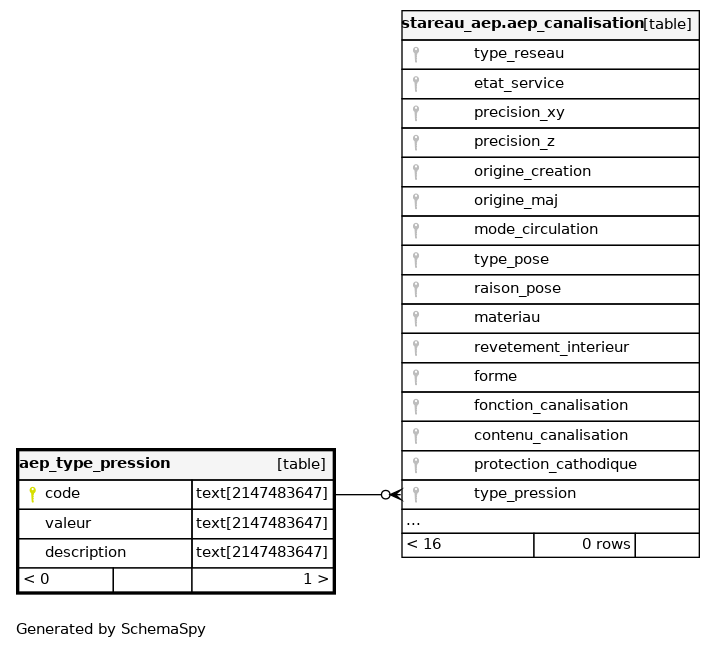 stareau_aep.aep_canalisation[table]
type_reseau
etat_service
precision_xy
precision_z
origine_creation
origine_maj
mode_circulation
type_pose
raison_pose
materiau
revetement_interieur
forme
fonction_canalisation
contenu_canalisation
protection_cathodique
type_pression
...
< 16 0 rows
aep_type_pression [table]
code text[2147483647]
valeur text[2147483647]
description text[2147483647]
< 0 1 >
Generated by SchemaSpy